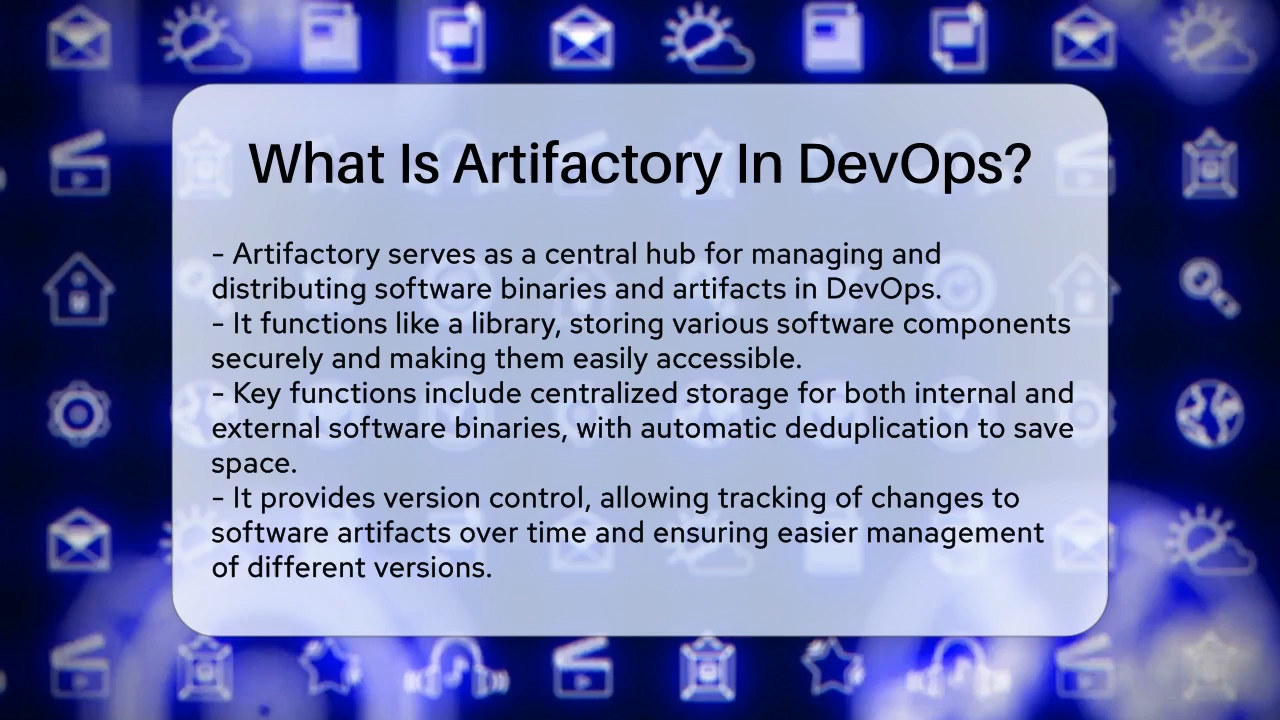 What Is Artifactory In DevOps?
– Artifactory serves as a central hub for managing and
distributing software binaries and artifacts in DevOps.
– It functions like a library, storing various software components
securely and making them easily accessible.
– Key functions include centralized storage for both internal and
external software binaries, with automatic deduplication to save
space.
– It provides version control, allowing tracking of changes to
software artifacts over time and ensuring easier management
of different versions.